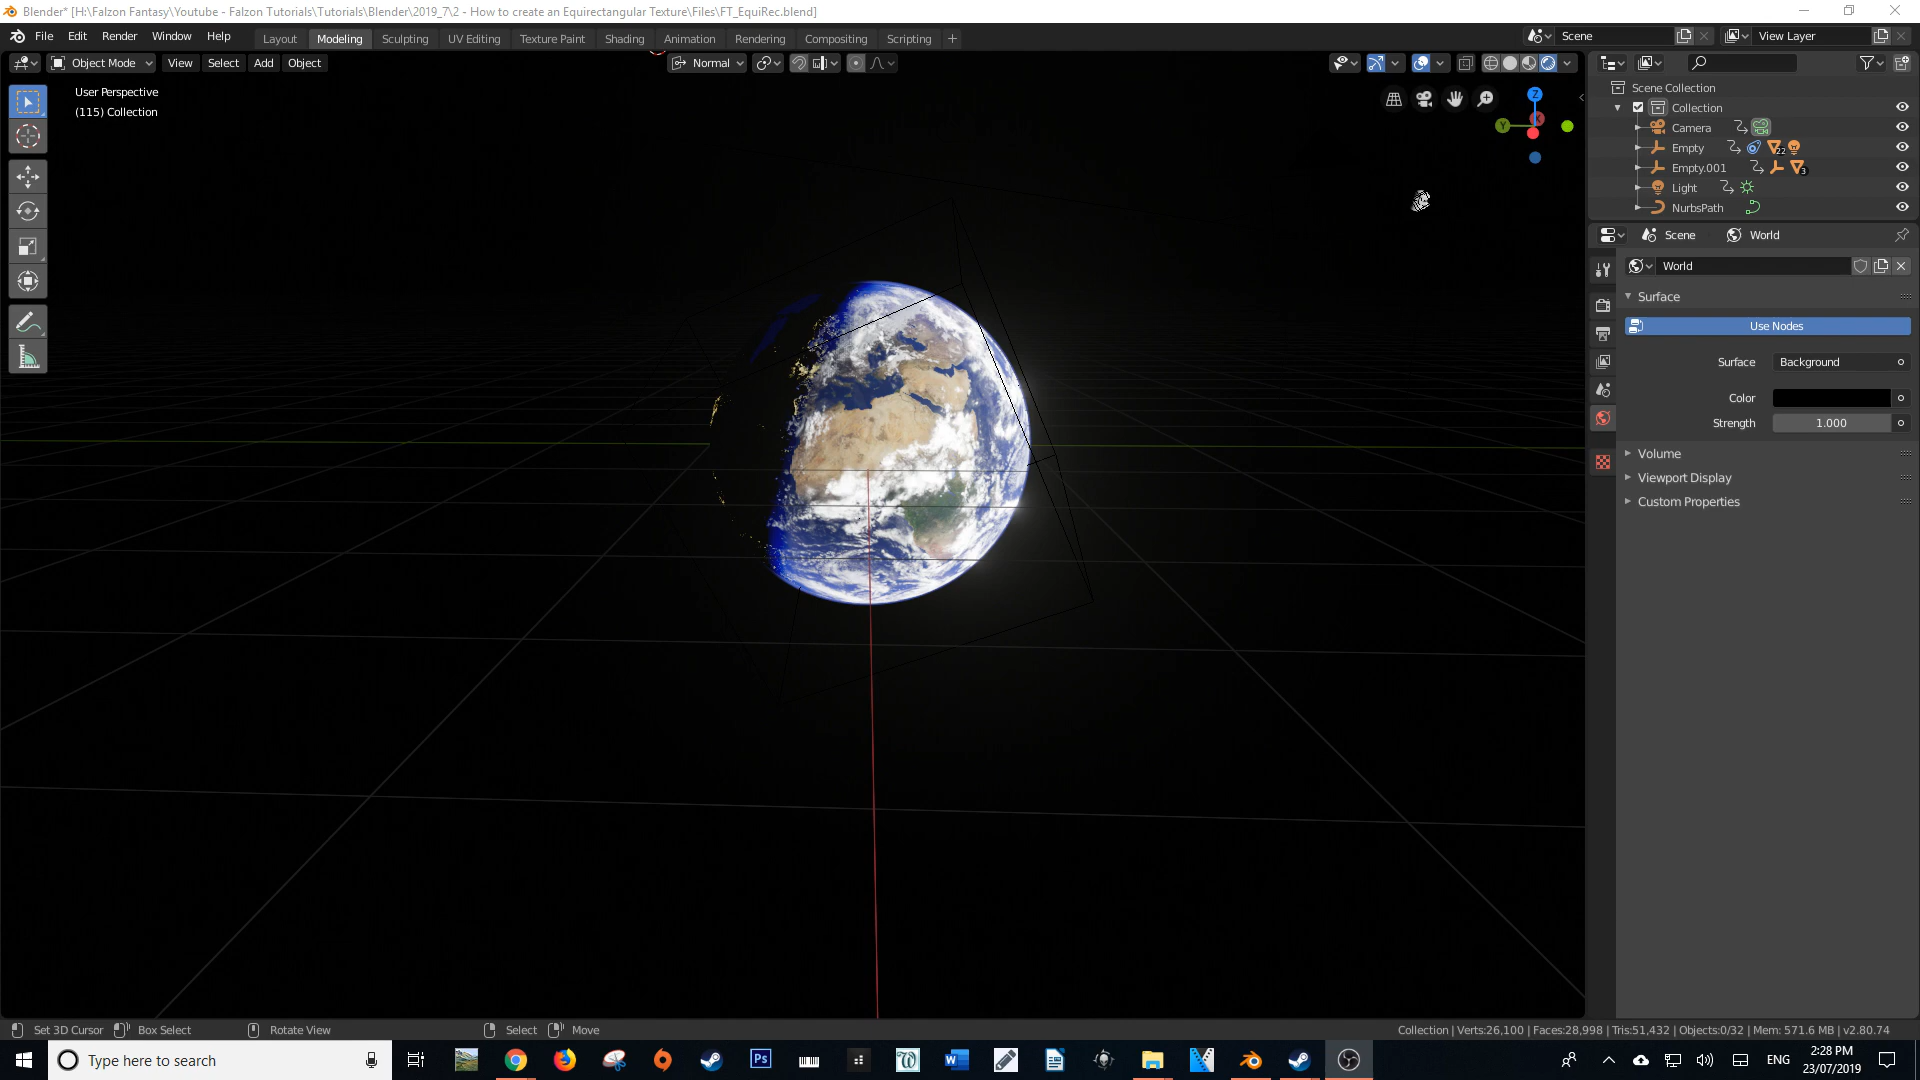 Blender* [H:\Falzon Fantasy\Youtube - Falzon Tutorials\Tutorials\Blender\2019_7\2 - How to create an Equirectangular Texture\Files\FT_EquiRec.blend]
File Edit Render Window Help Layout Modeling Sculpting UV Editing Texture Paint Shading Animation Rendering Compositing Scripting + Scene View Layer
Object Mode View Select Add Object Normal
User Perspective
(115) Collection
Z
Y
X
Scene Collection
Collection
Camera
Empty 22
Empty.001 3
Light
NurbsPath
Scene World
World
Surface
Use Nodes
Surface Background
Color
Strength 1.000
Volume
Viewport Display
Custom Properties
Set 3D Cursor Box Select Rotate View Select Move Collection | Verts:26,100 | Faces:28,998 | Tris:51,432 | Objects:0/32 | Mem: 571.6 MB | v2.80.74
Type here to search Ps ENG 2:28 PM
23/07/2019